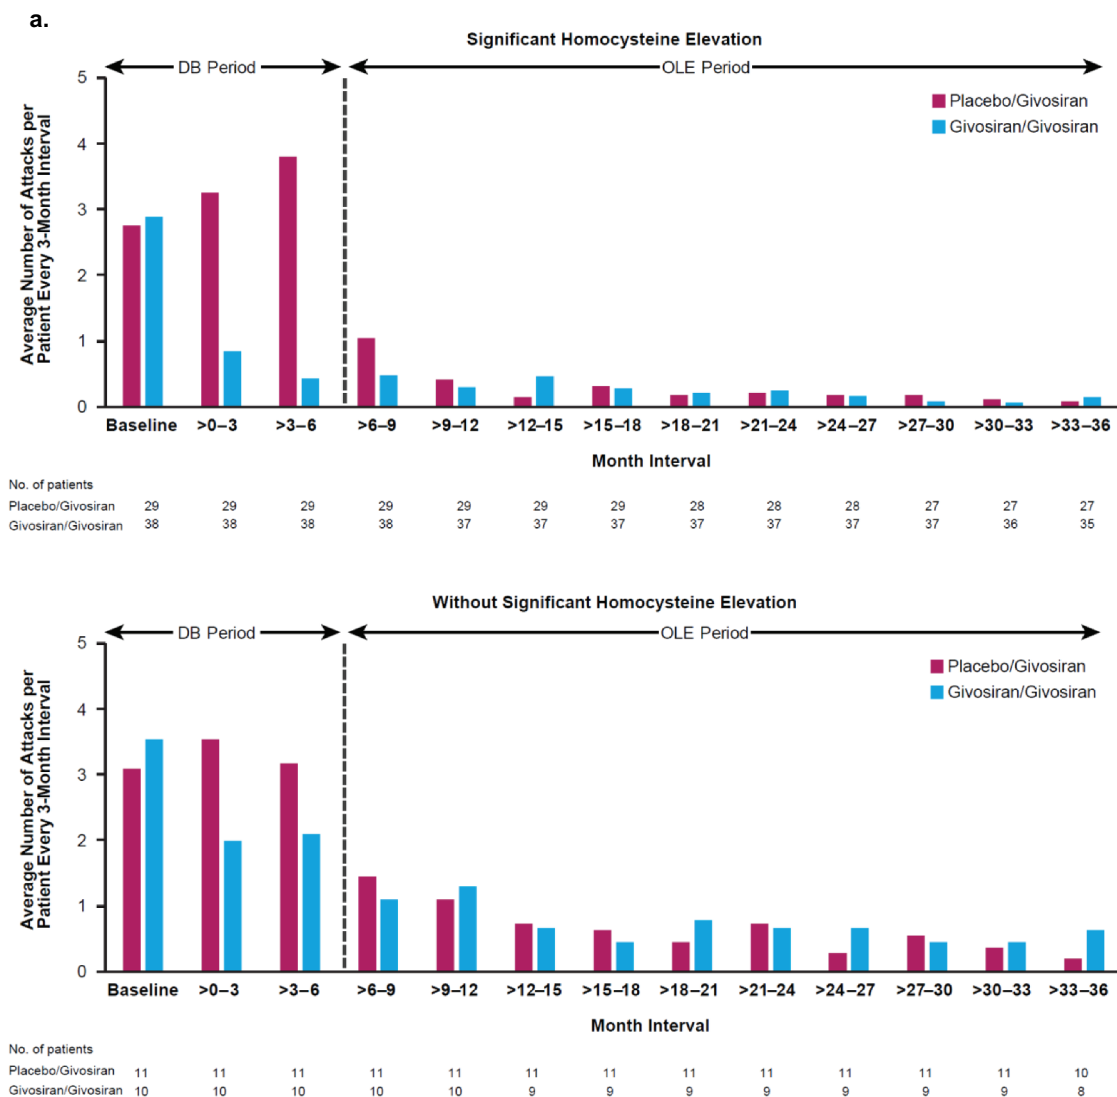 a.
Significant Homocysteine Elevation
DB Period
OLE Period
Placebo/Givosiran
Givosiran/Givosiran
Average Number of Attacks per
Patient Every 3-Month Interval
5
4
3
2
1
0
Baseline >0–3 >3–6 >6–9 >9–12 >12–15 >15–18 >18–21 >21–24 >24–27 >27–30 >30–33 >33–36
Month Interval
No. of patients
Placebo/Givosiran 29 29 29 29 29 29 29 28 28 28 27 27 27
Givosiran/Givosiran 38 38 38 38 37 37 37 37 37 37 37 36 35
Without Significant Homocysteine Elevation
DB Period
OLE Period
Placebo/Givosiran
Givosiran/Givosiran
Average Number of Attacks per
Patient Every 3-Month Interval
5
4
3
2
1
0
Baseline >0–3 >3–6 >6–9 >9–12 >12–15 >15–18 >18–21 >21–24 >24–27 >27–30 >30–33 >33–36
Month Interval
No. of patients
Placebo/Givosiran 11 11 11 11 11 11 11 11 11 11 11 11 10
Givosiran/Givosiran 10 10 10 10 10 9 9 9 9 9 9 9 8